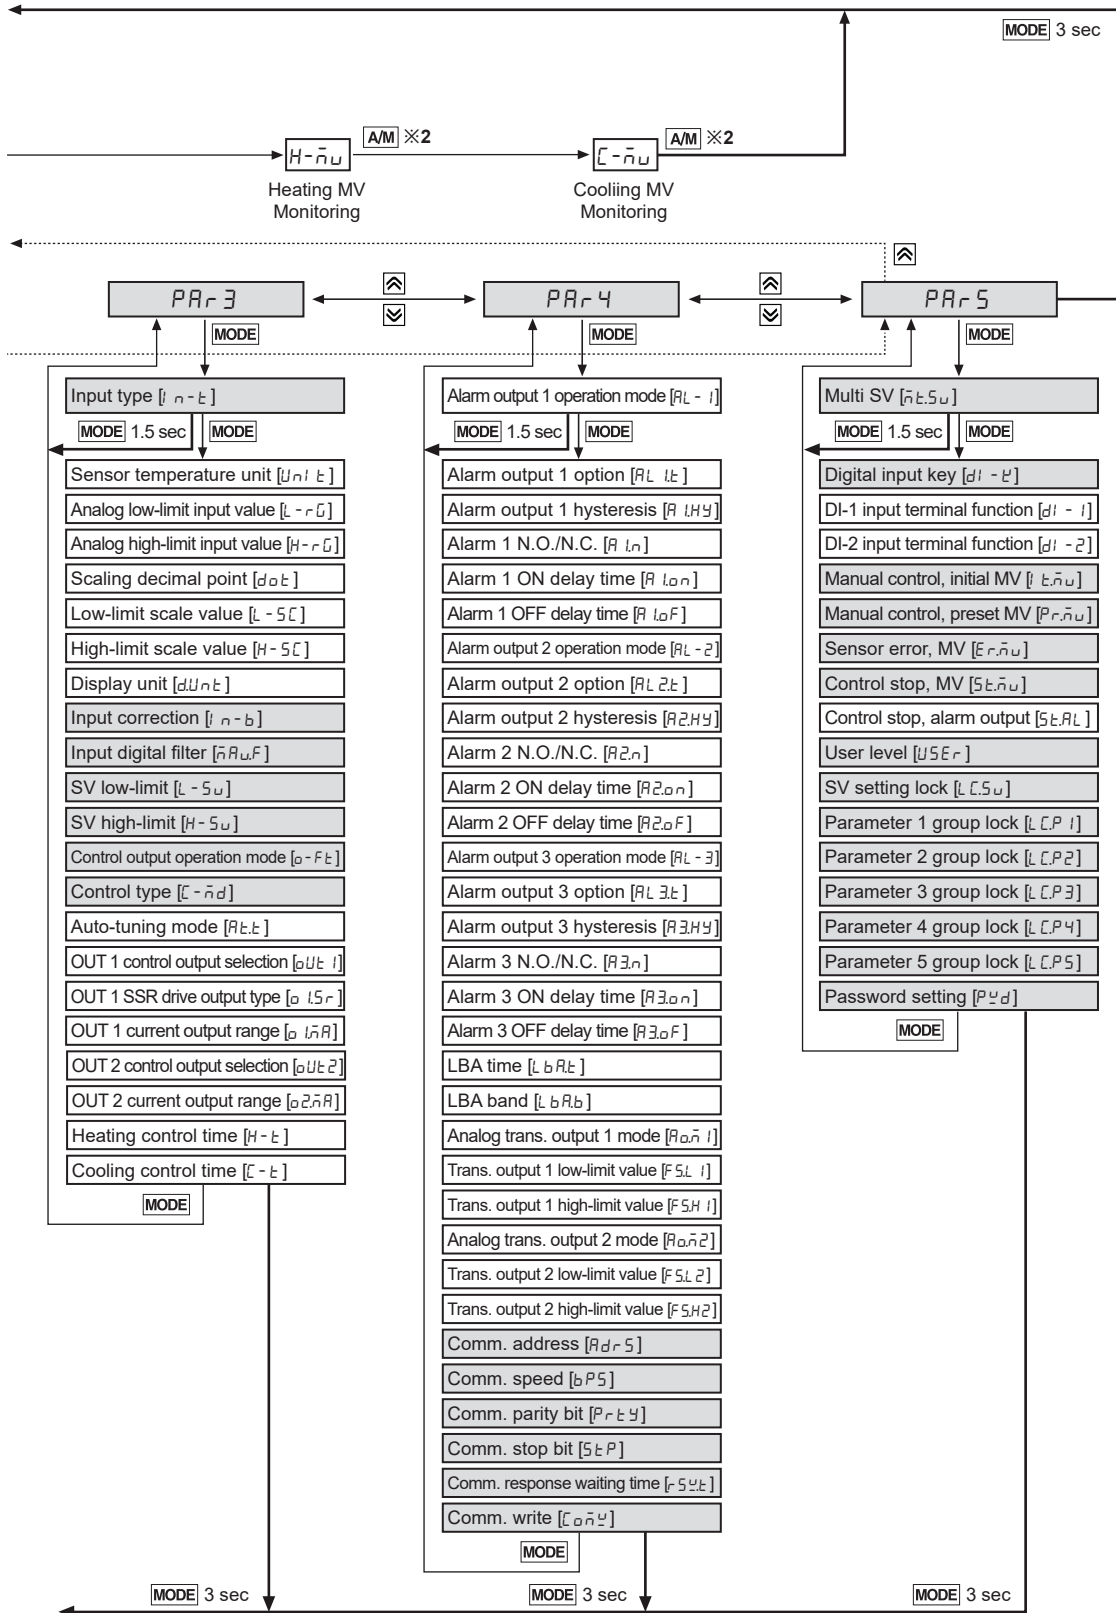 MODE 3 sec
A/M ※2
A/M ※2
H-mv
C-mv
Heating MV
Monitoring
Cooliing MV
Monitoring
PAr3
PAr4
PAr5
MODE
MODE
MODE
Input type [In-t]
MODE 1.5 sec
MODE
Sensor temperature unit [UnIt]
Analog low-limit input value [L-rG]
Analog high-limit input value [H-rG]
Scaling decimal point [dot]
Low-limit scale value [L-SC]
High-limit scale value [H-SC]
Display unit [d.Unt]
Input correction [In-b]
Input digital filter [mAv.F]
SV low-limit [L-Sv]
SV high-limit [H-Sv]
Control output operation mode [o-Ft]
Control type [C-md]
Auto-tuning mode [At.t]
OUT 1 control output selection [oUt1]
OUT 1 SSR drive output type [o1.Sr]
OUT 1 current output range [o1.mA]
OUT 2 control output selection [oUt2]
OUT 2 current output range [o2.mA]
Heating control time [H-t]
Cooling control time [C-t]
MODE
MODE 3 sec
Alarm output 1 operation mode [AL-1]
MODE 1.5 sec
MODE
Alarm output 1 option [AL1.t]
Alarm output 1 hysteresis [A1.HY]
Alarm 1 N.O./N.C. [A1.n]
Alarm 1 ON delay time [A1.on]
Alarm 1 OFF delay time [A1.oF]
Alarm output 2 operation mode [AL-2]
Alarm output 2 option [AL2.t]
Alarm output 2 hysteresis [A2.HY]
Alarm 2 N.O./N.C. [A2.n]
Alarm 2 ON delay time [A2.on]
Alarm 2 OFF delay time [A2.oF]
Alarm output 3 operation mode [AL-3]
Alarm output 3 option [AL3.t]
Alarm output 3 hysteresis [A3.HY]
Alarm 3 N.O./N.C. [A3.n]
Alarm 3 ON delay time [A3.on]
Alarm 3 OFF delay time [A3.oF]
LBA time [LbA.t]
LBA band [LbA.b]
Analog trans. output 1 mode [Ao.m1]
Trans. output 1 low-limit value [FS.L1]
Trans. output 1 high-limit value [FS.H1]
Analog trans. output 2 mode [Ao.m2]
Trans. output 2 low-limit value [FS.L2]
Trans. output 2 high-limit value [FS.H2]
Comm. address [AdrS]
Comm. speed [bPS]
Comm. parity bit [PrtY]
Comm. stop bit [StP]
Comm. response waiting time [rSW.t]
Comm. write [ComW]
MODE
MODE 3 sec
Multi SV [mt.Sv]
MODE 1.5 sec
MODE
Digital input key [dI-K]
DI-1 input terminal function [dI-1]
DI-2 input terminal function [dI-2]
Manual control, initial MV [It.mv]
Manual control, preset MV [Pr.mv]
Sensor error, MV [Er.mv]
Control stop, MV [St.mv]
Control stop, alarm output [St.AL]
User level [USEr]
SV setting lock [LC.Sv]
Parameter 1 group lock [LC.P1]
Parameter 2 group lock [LC.P2]
Parameter 3 group lock [LC.P3]
Parameter 4 group lock [LC.P4]
Parameter 5 group lock [LC.P5]
Password setting [PWd]
MODE
MODE 3 sec